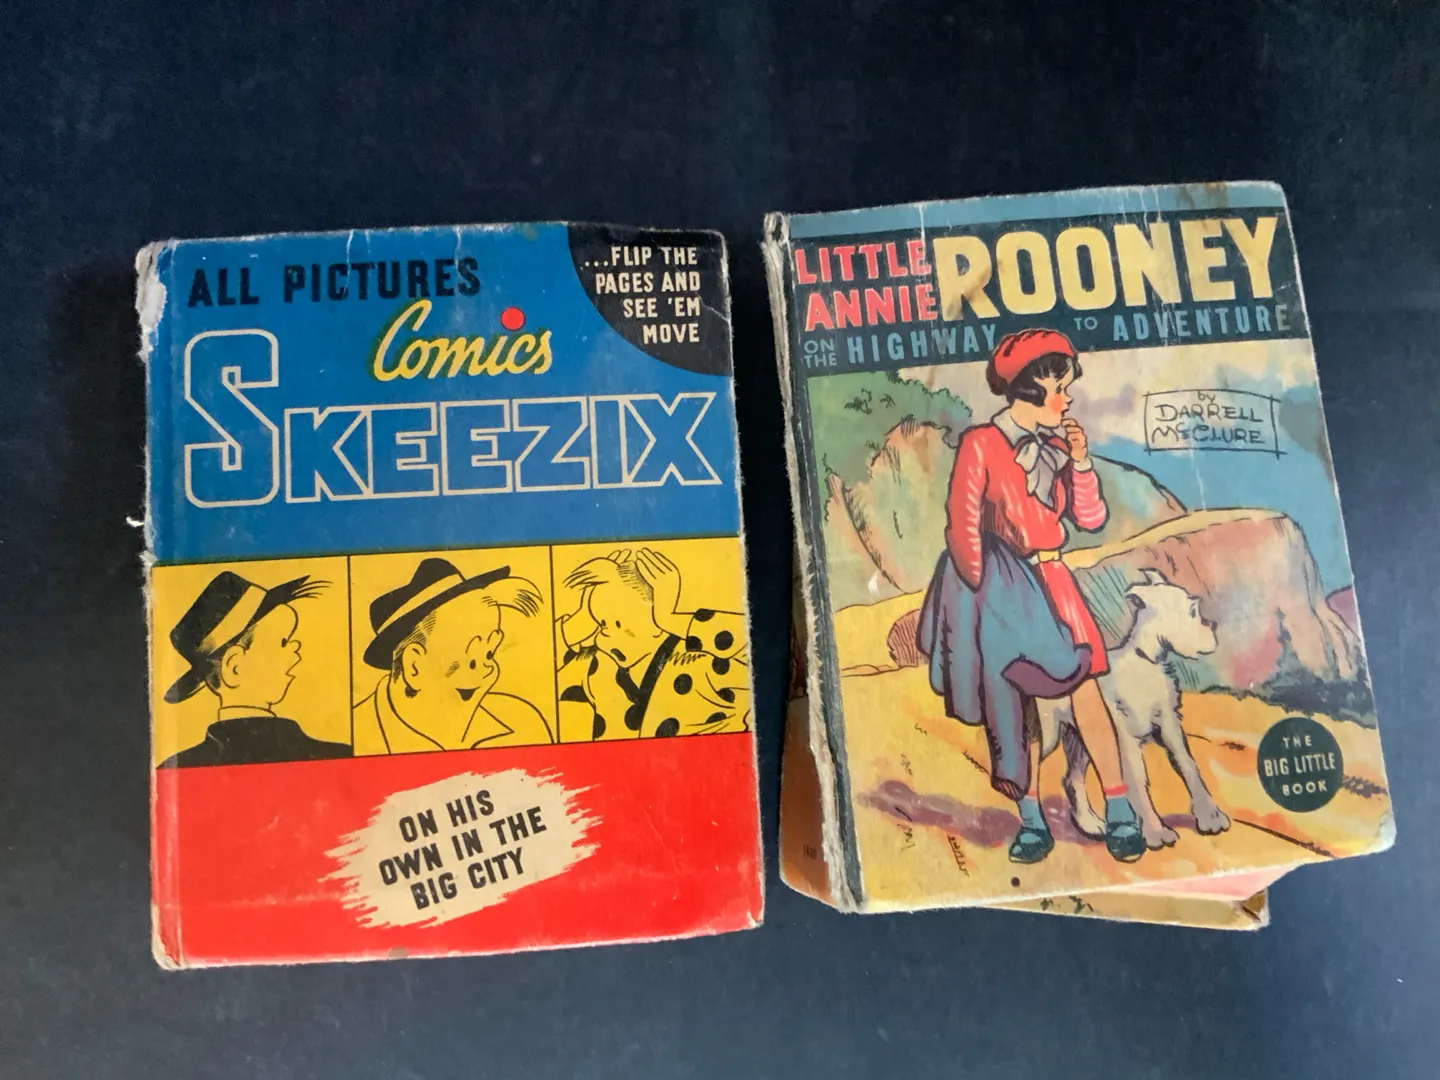 ALL PICTURES
Comics
...FLIP THE
PAGES AND
SEE 'EM
MOVE
SKEEZIX
ON HIS
OWN IN THE
BIG CITY
LITTLE
ANNIE
ROONEY
ON
THE
HIGHWAY
TO
ADVENTURE
by
DARRELL
McCLURE
THE
BIG LITTLE
BOOK